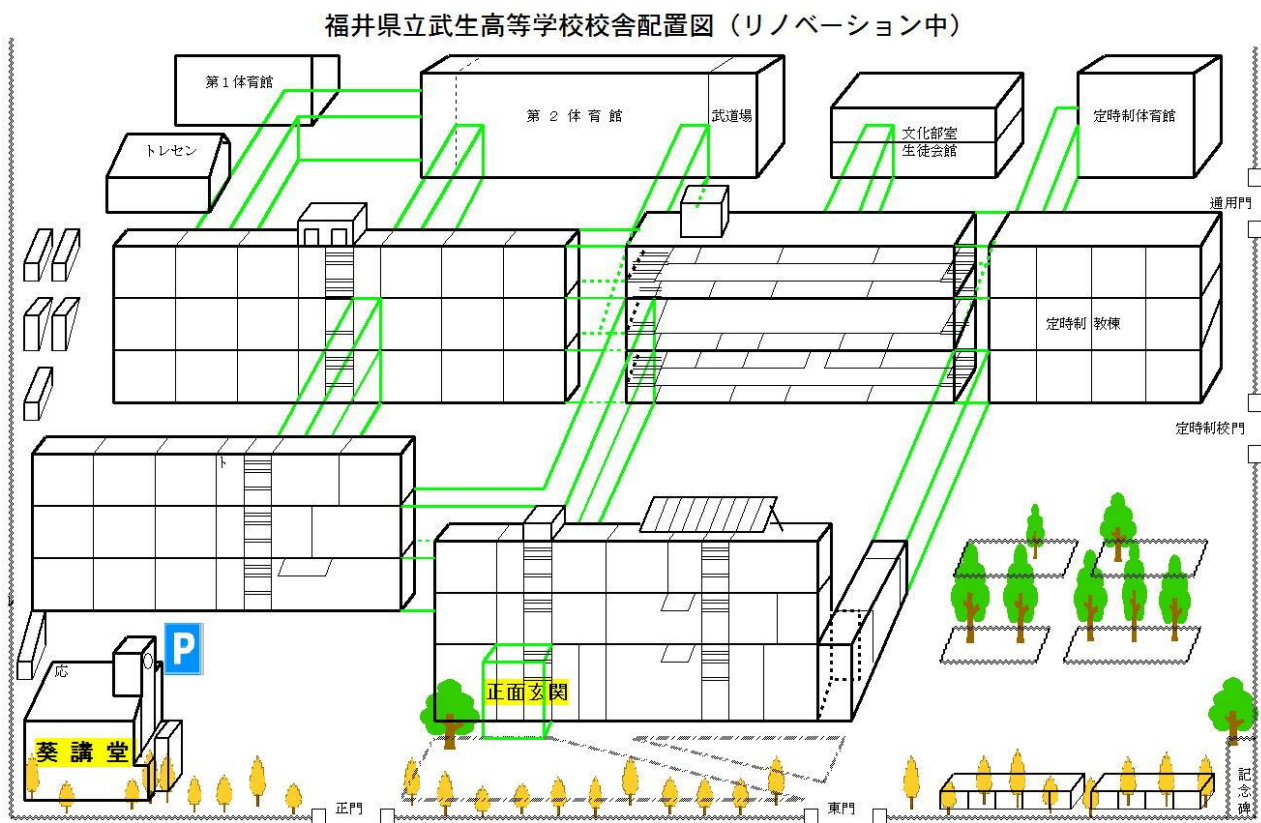 福井県立武生高等学校校舎配置図（リノベーション中）
第１体育館
第２体育館
武道場
文化部室
生徒会館
定時制体育館
トレセン
通用門
定時制 教棟
定時制校門
ト
P
応
正面玄関
葵講堂
正門
東門
記念碑